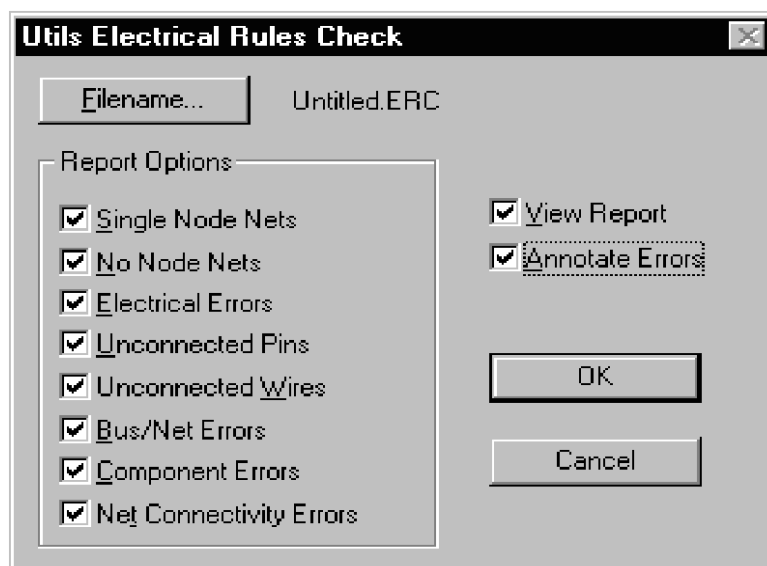 Utils Electrical Rules Check
Filename...
Untitled.ERC
Report Options
Single Node Nets
No Node Nets
Electrical Errors
Unconnected Pins
Unconnected Wires
Bus/Net Errors
Component Errors
Net Connectivity Errors
View Report
Annotate Errors
OK
Cancel